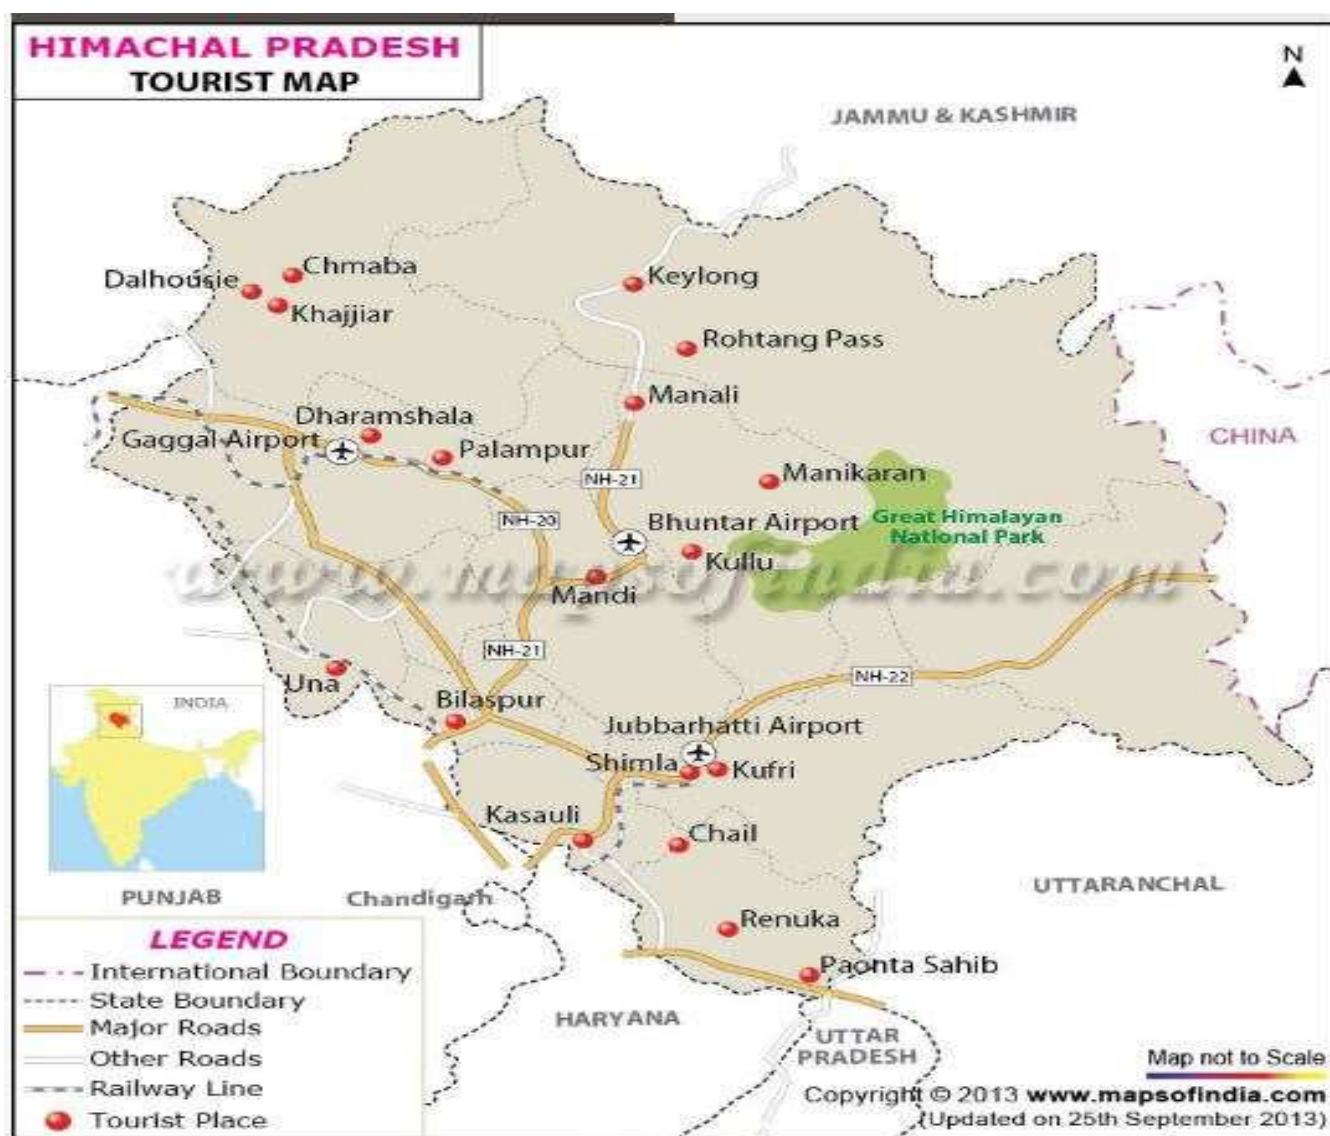 HIMACHAL PRADESH
TOURIST MAP
N
JAMMU & KASHMIR
Chmaba
Dalhousie
Khajjiar
Keylong
Rohtang Pass
Manali
CHINA
Dharamshala
Gaggal Airport
Palampur
Manikaran
NH-21
NH-20
Bhuntar Airport
Great Himalayan
National Park
Kullu
www.mapsofindia.com
Mandi
NH-21
NH-22
Una
Bilaspur
INDIA
Jubbarhatti Airport
Shimla
Kufri
Kasauli
Chail
PUNJAB
Chandigarh
UTTARANCHAL
Renuka
Paonta Sahib
HARYANA
UTTAR
PRADESH
LEGEND
International Boundary
State Boundary
Major Roads
Other Roads
Railway Line
Tourist Place
Map not to Scale
Copyright © 2013 www.mapsofindia.com
(Updated on 25th September 2013)